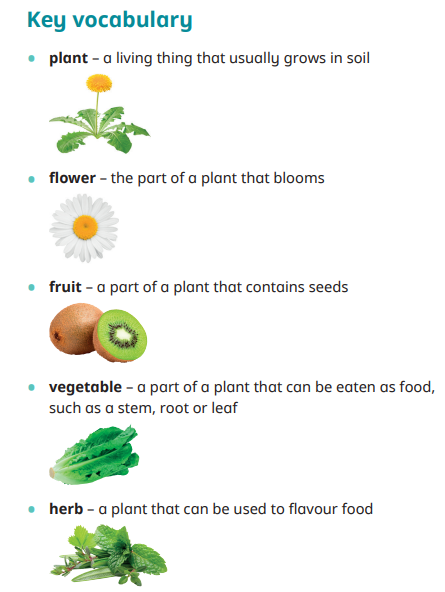 Key vocabulary
• plant – a living thing that usually grows in soil
• flower – the part of a plant that blooms
• fruit – a part of a plant that contains seeds
• vegetable – a part of a plant that can be eaten as food,
such as a stem, root or leaf
• herb – a plant that can be used to flavour food